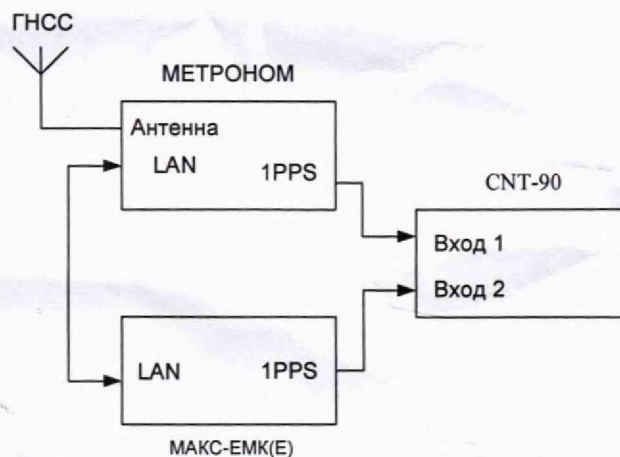 ГНСС
МЕТРОНОМ
Антенна
LAN
1PPS
CNT-90
Вход 1
Вход 2
LAN
1PPS
МАКС-ЕМК(Е)